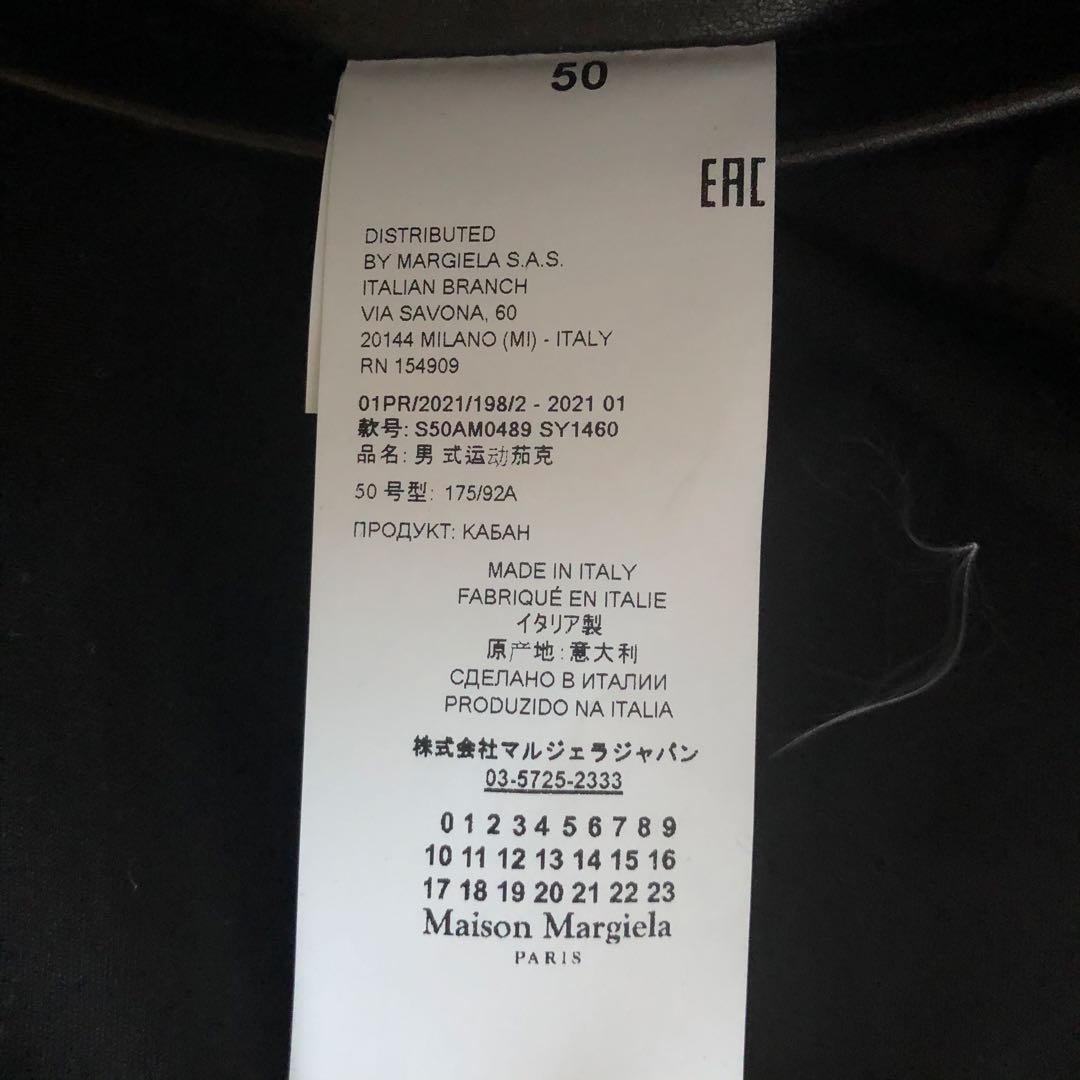 50
EAC
DISTRIBUTED
BY MARGIELA S.A.S.
ITALIAN BRANCH
VIA SAVONA, 60
20144 MILANO (MI) - ITALY
RN 154909
01PR/2021/198/2 - 2021 01
款号: S50AM0489 SY1460
品名: 男式运动茄克
50 号型: 175/92A
ПРОДУКТ: КАБАН
MADE IN ITALY
FABRIQUÉ EN ITALIE
イタリア製
原产地:意大利
СДЕЛАНО В ИТАЛИИ
PRODUZIDO NA ITALIA
株式会社マルジェラジャパン
03-5725-2333
0 1 2 3 4 5 6 7 8 9
10 11 12 13 14 15 16
17 18 19 20 21 22 23
Maison Margiela
PARIS